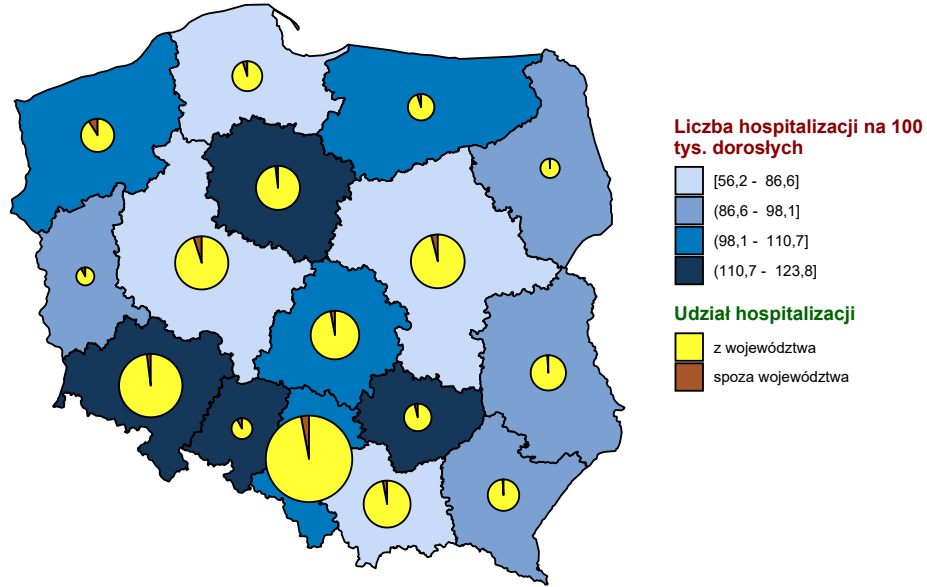 Liczba hospitalizacji na 100
tys. dorosłych
[56,2 - 86,6]
(86,6 - 98,1]
(98,1 - 110,7]
(110,7 - 123,8]
Udział hospitalizacji
z województwa
spoza województwa